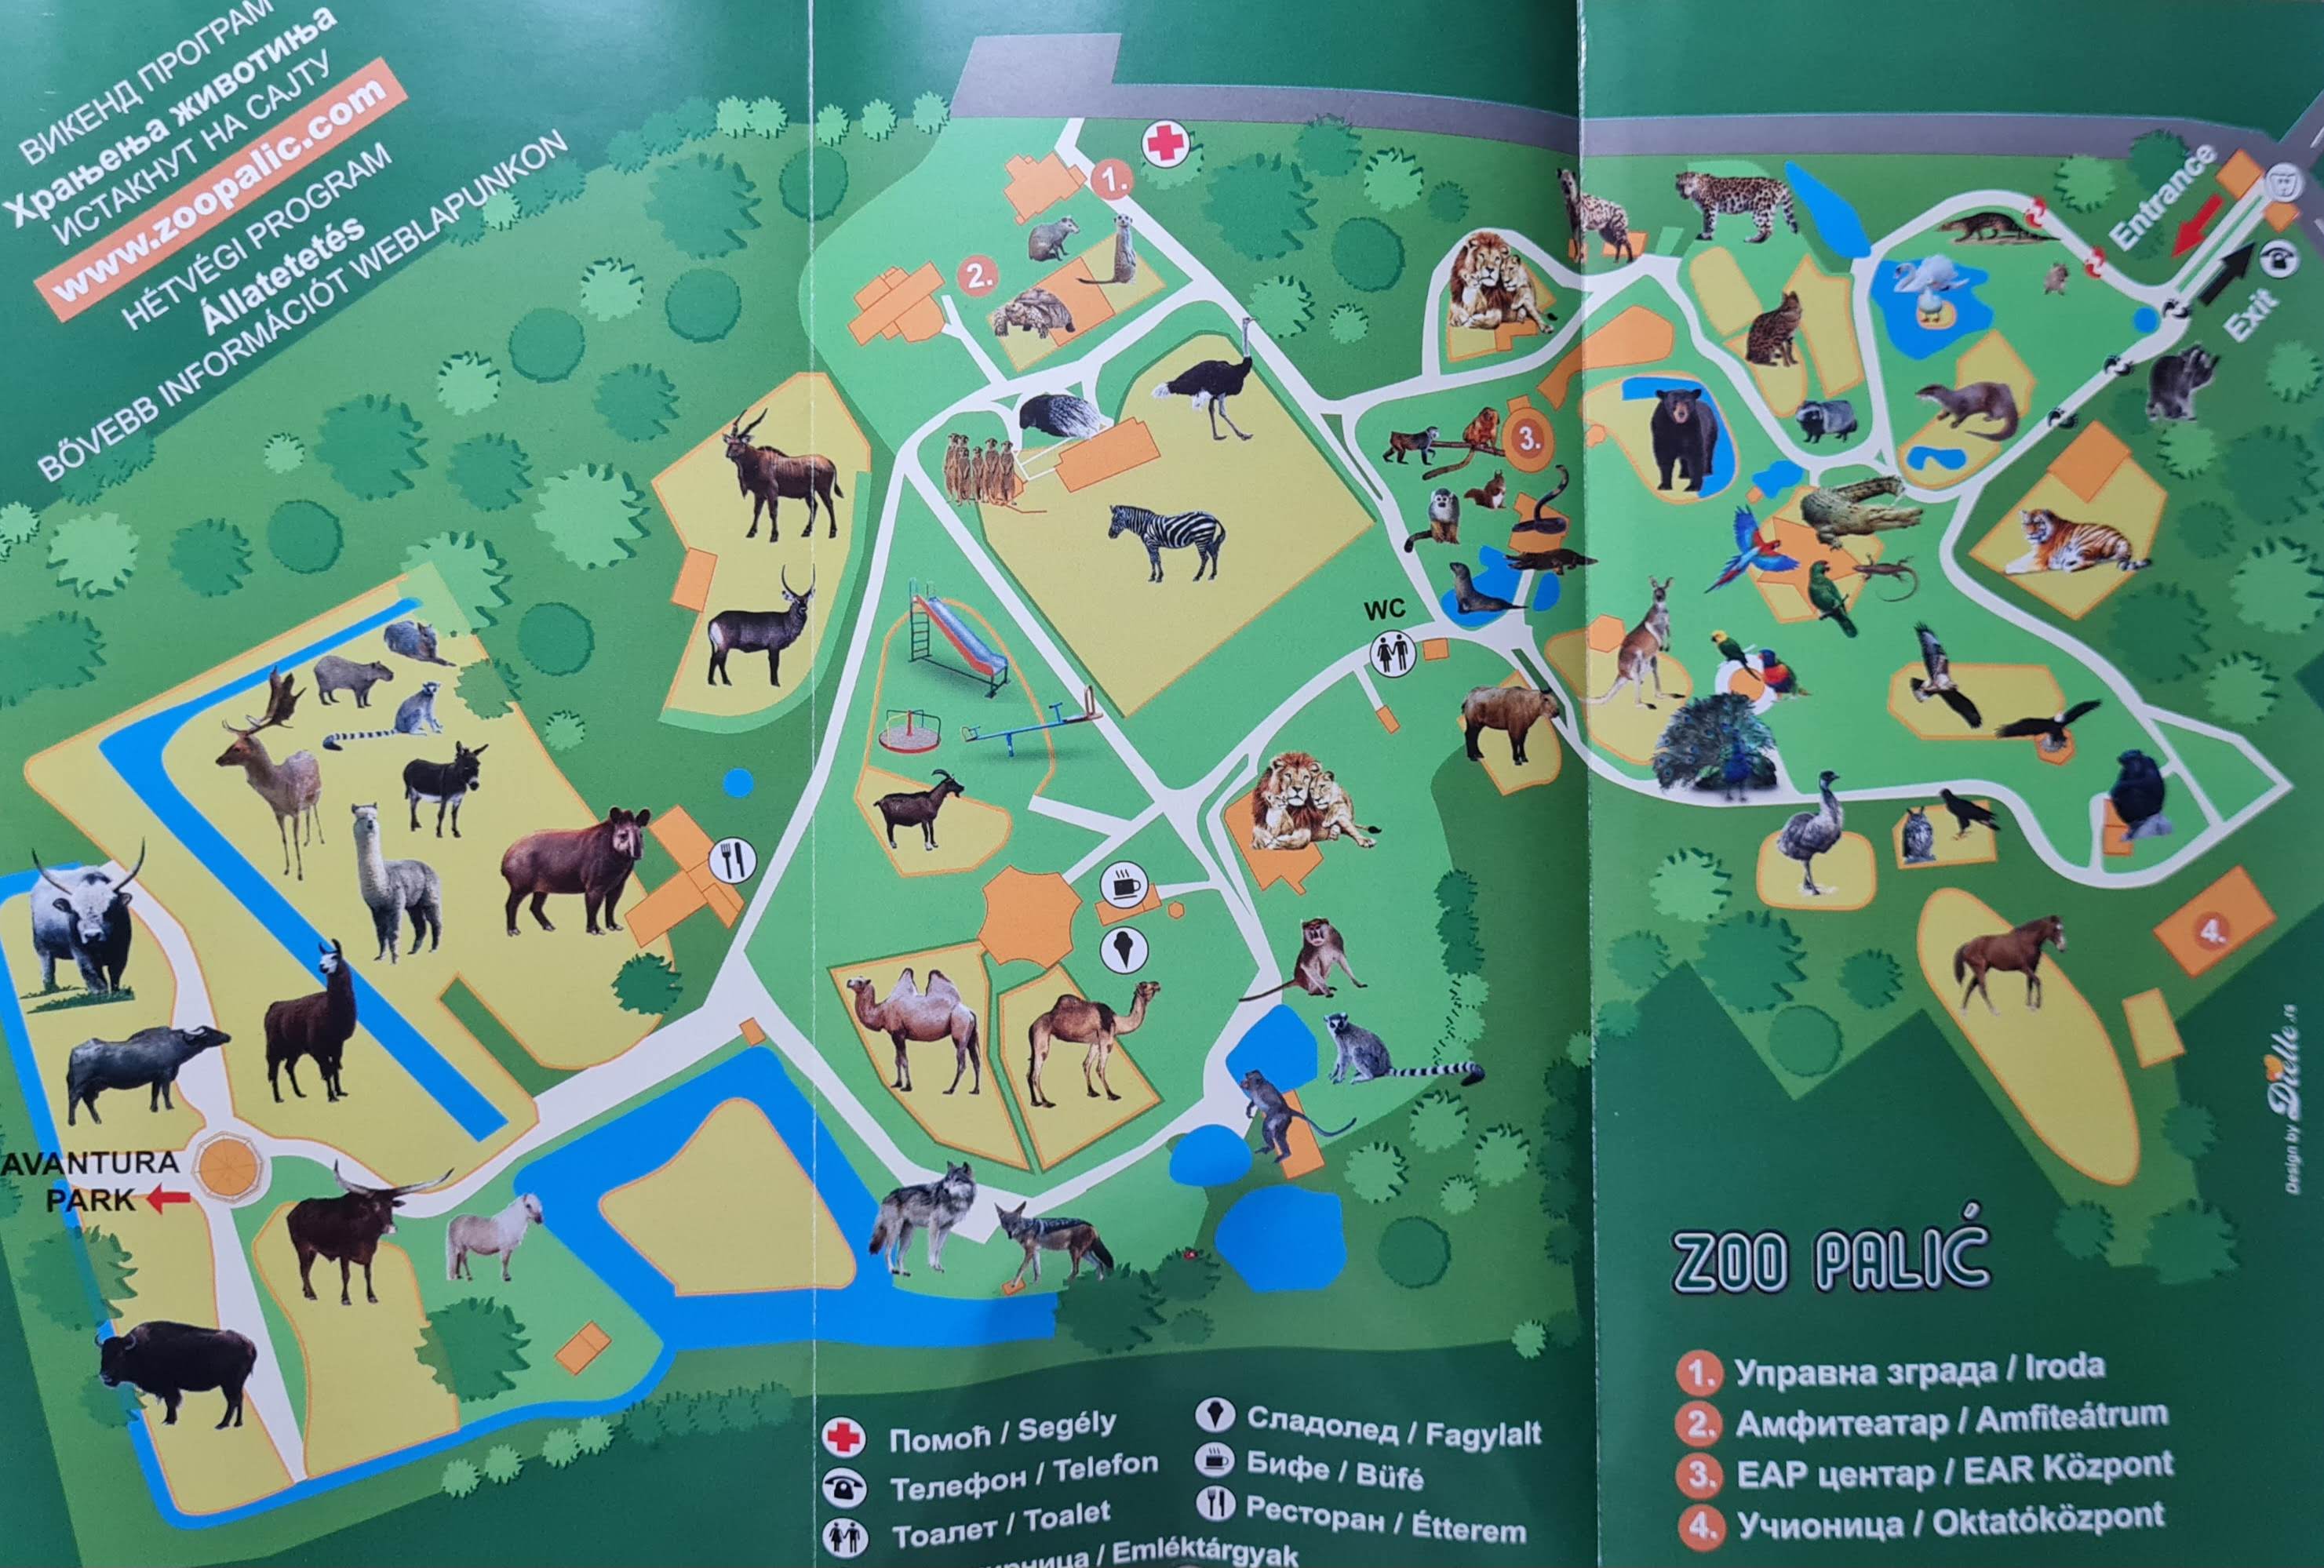 ВИКЕНД ПРОГРАМ
Храњења животиња
ИСТАКНУТ НА САЈТУ
www.zoopalic.com
HÉTVÉGI PROGRAM
Állatetetés
BŐVEBB INFORMÁCIÓT WEBLAPUNKON
1.
2.
3.
4.
Entrance
Exit
WC
AVANTURA
PARK
Design by Dielle.rs
ZOO PALIĆ
1. Управна зграда / Iroda
2. Амфитеатар / Amfiteátrum
3. ЕАР центар / EAR Központ
4. Учионица / Oktatóközpont
Помоћ / Segély
Телефон / Telefon
Тоалет / Toalet
/ Emléktárgyak
Сладолед / Fagylalt
Бифе / Büfé
Ресторан / Étterem